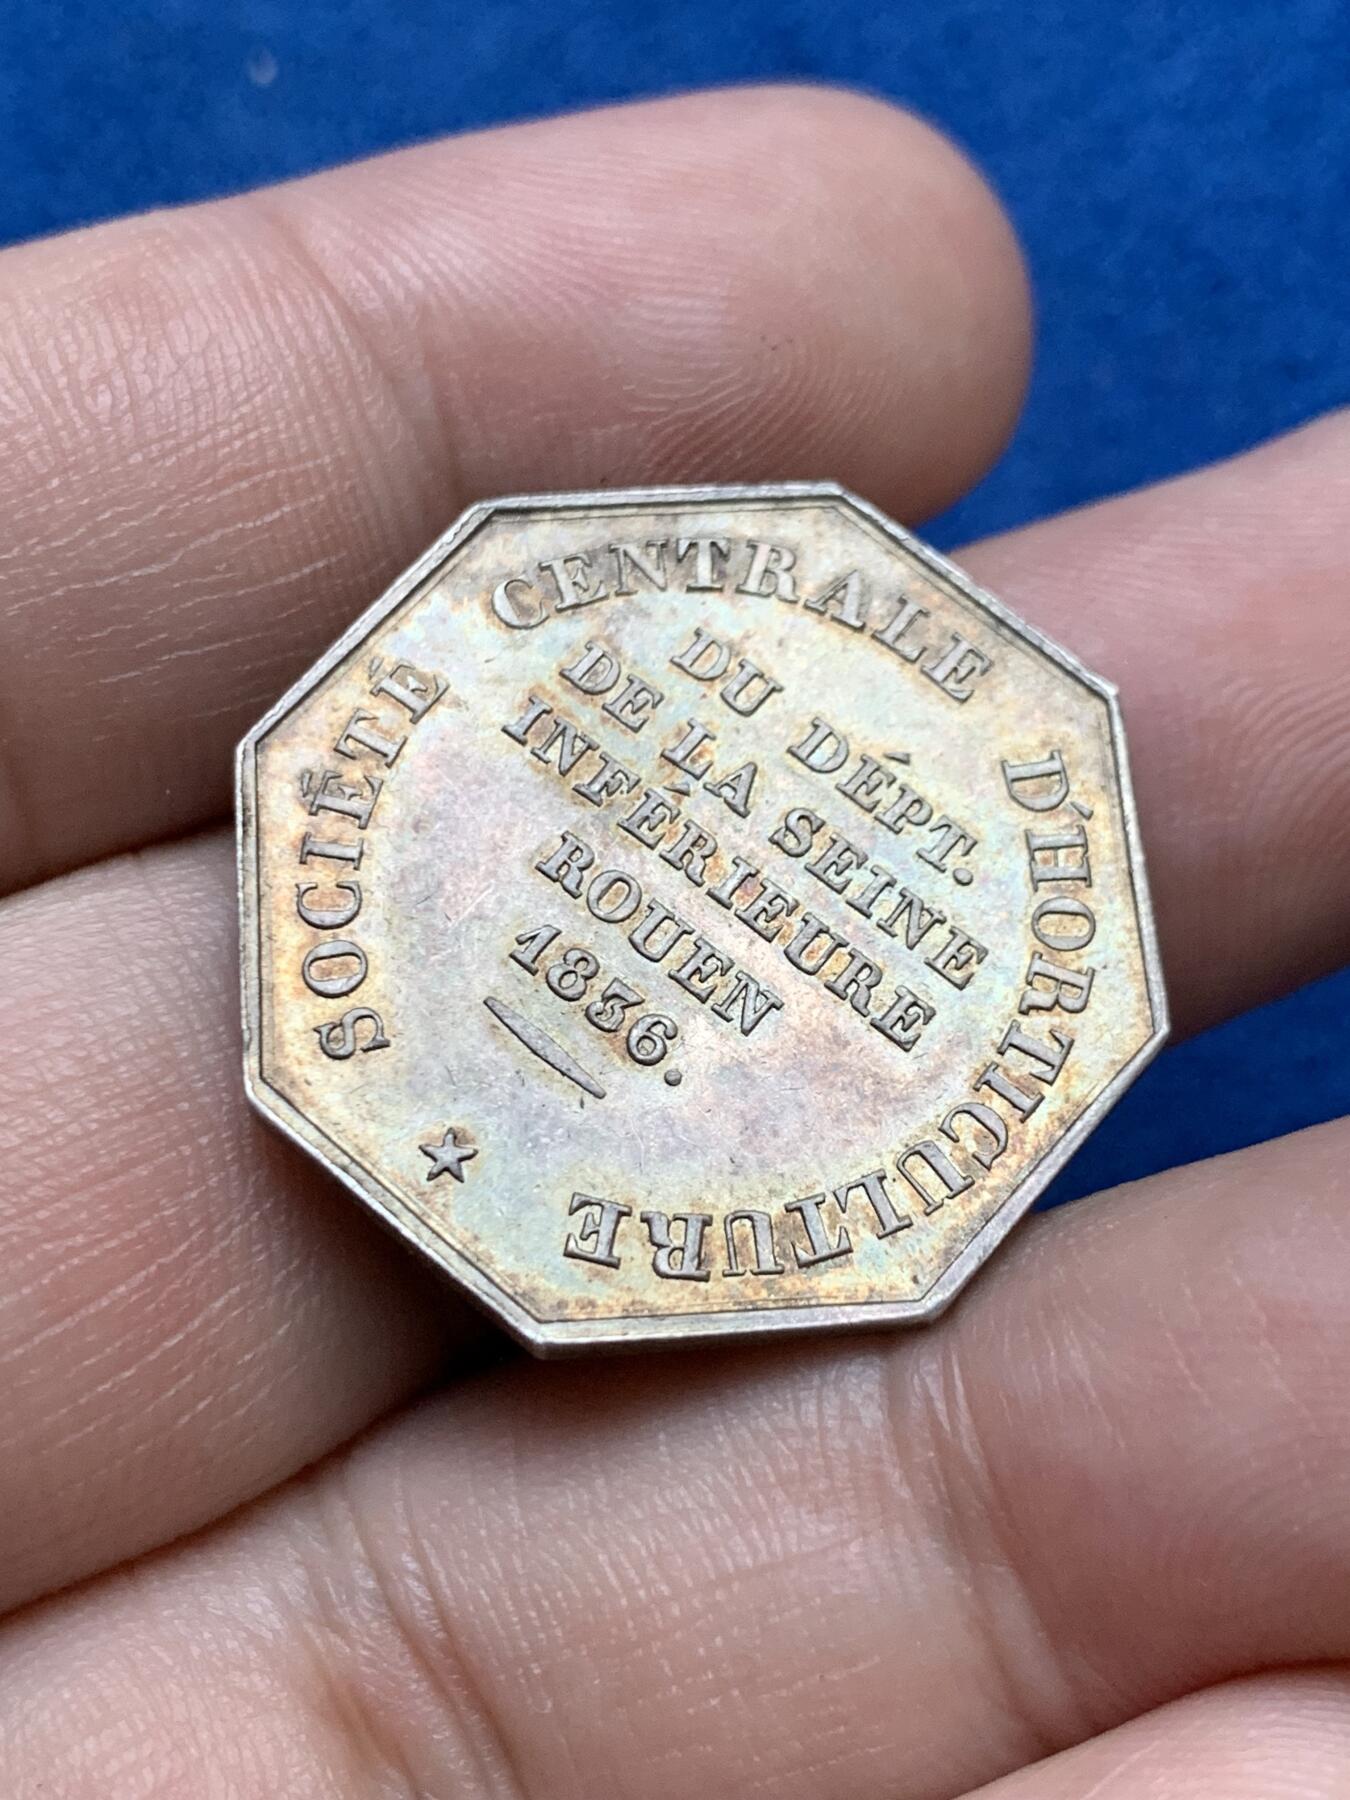 SOCIÉTÉ CENTRALE D'HORTICULTURE
DU DÉPT.
DE LA SEINE
INFÉRIEURE
ROUEN
1836.